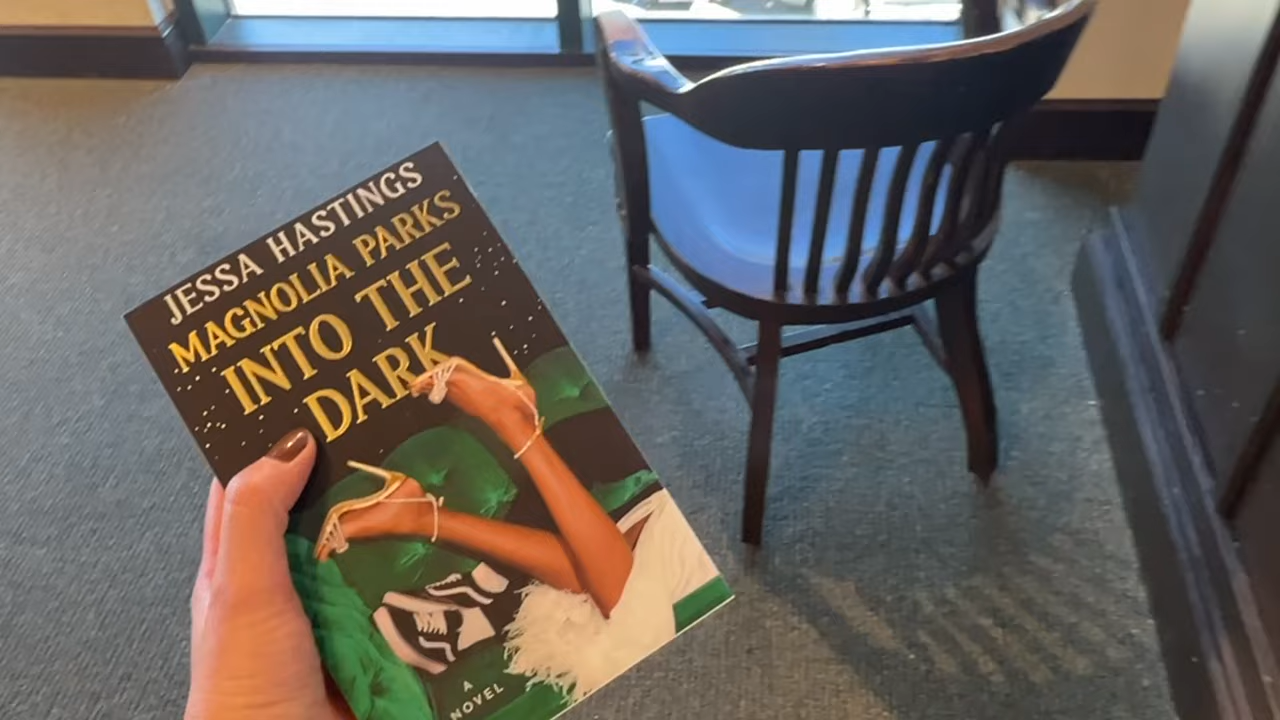 JESSA HASTINGS
MAGNOLIA PARKS
INTO THE
DARK
A
NOVEL